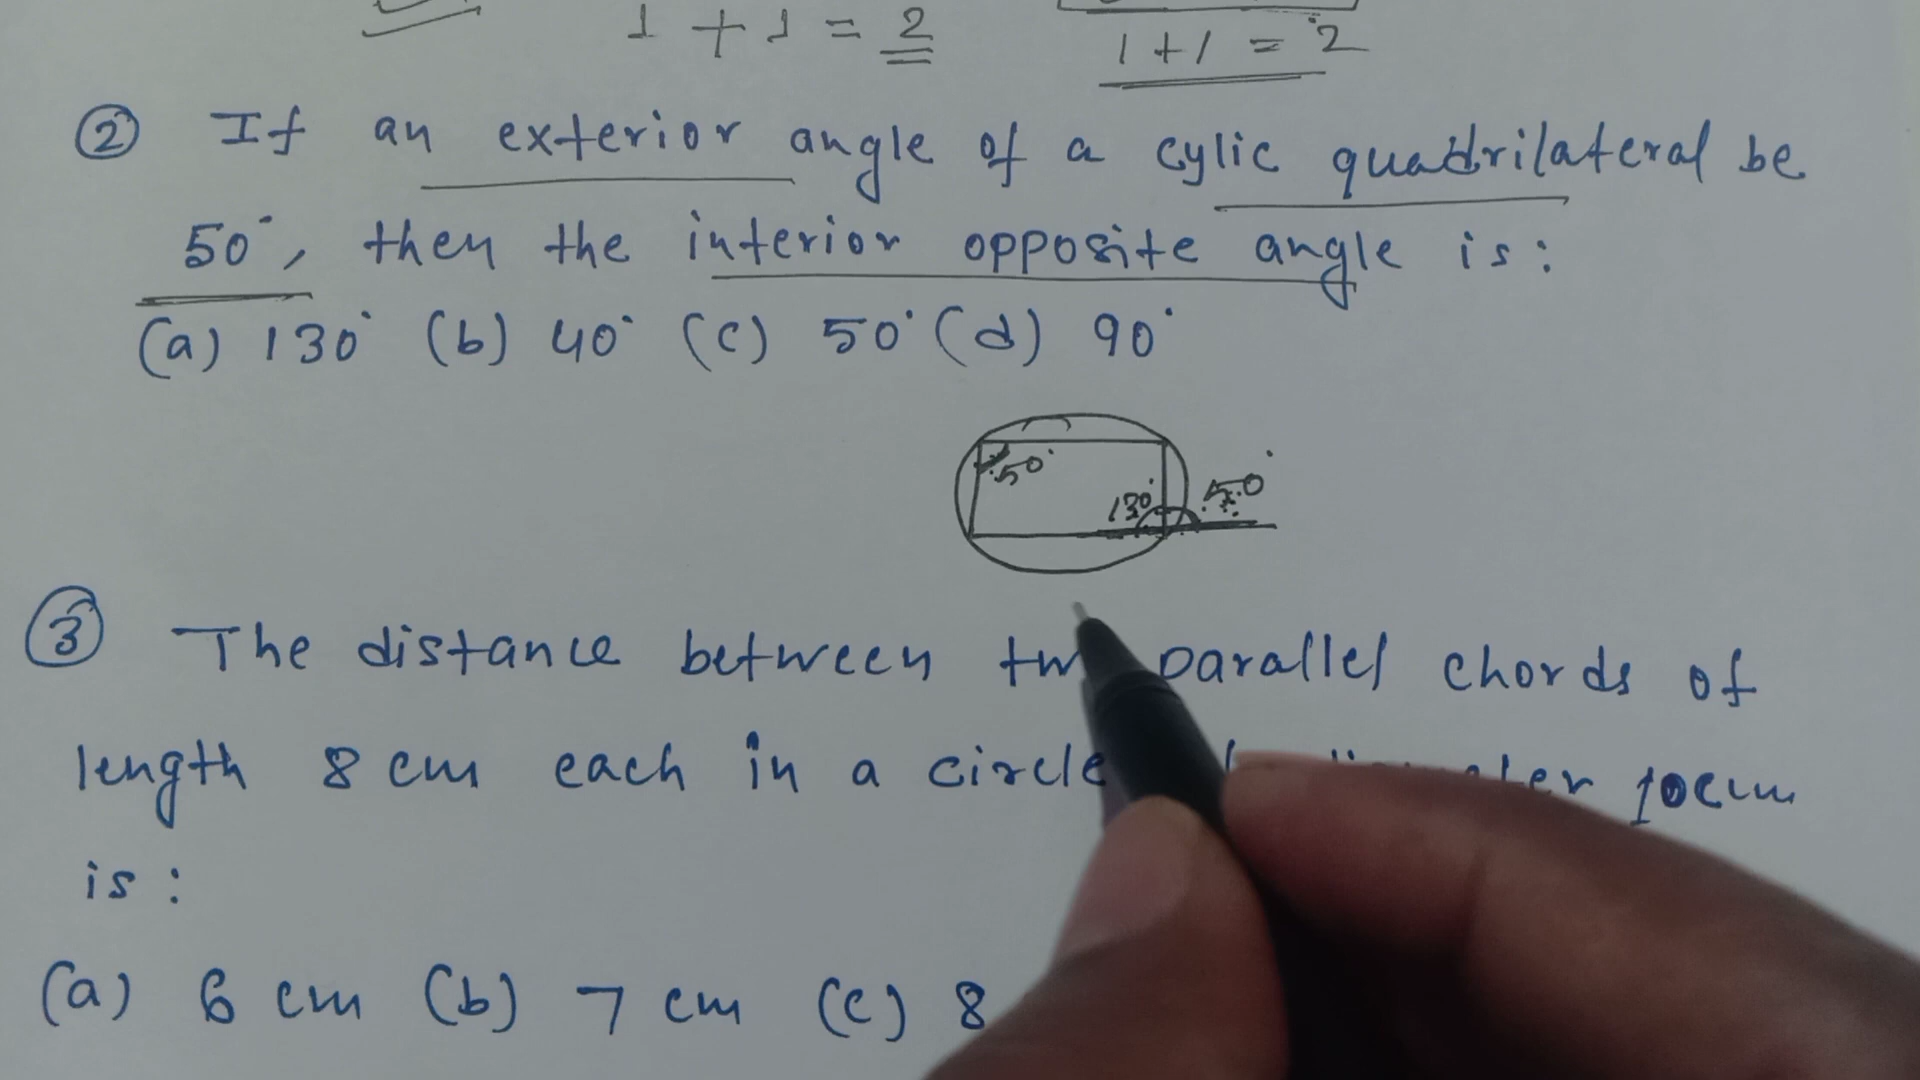 1 + 1 = 2
1 + 1 = 2
② If an exterior angle of a cylic quadrilateral be
50°, then the interior opposite angle is:
(a) 130° (b) 40° (c) 50° (d) 90°
50°
130° 50°
③ The distance between parallel chords of
length 8 cm each in a circle 10cm
is:
(a) 6 cm (b) 7 cm (c) 8